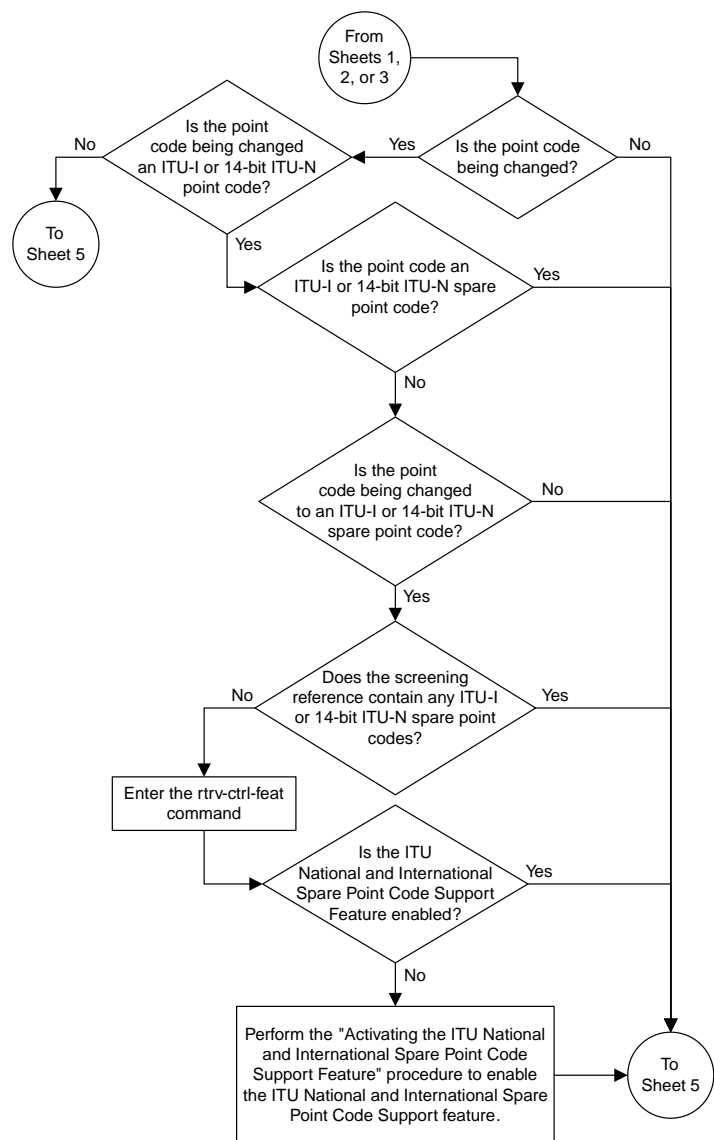 From
Sheets 1,
2, or 3
Is the point
code being changed
an ITU-I or 14-bit ITU-N
point code?
No
Yes
Is the point code
being changed?
No
To
Sheet 5
Yes
Is the point code an
ITU-I or 14-bit ITU-N spare
point code?
Yes
No
Is the point
code being changed
to an ITU-I or 14-bit ITU-N
spare point code?
No
Yes
Does the screening
reference contain any ITU-I
or 14-bit ITU-N spare point
codes?
No
Yes
Enter the rtrv-ctrl-feat
command
Is the ITU
National and International
Spare Point Code Support
Feature enabled?
Yes
No
Perform the "Activating the ITU National
and International Spare Point Code
Support Feature" procedure to enable
the ITU National and International Spare
Point Code Support feature.
To
Sheet 5